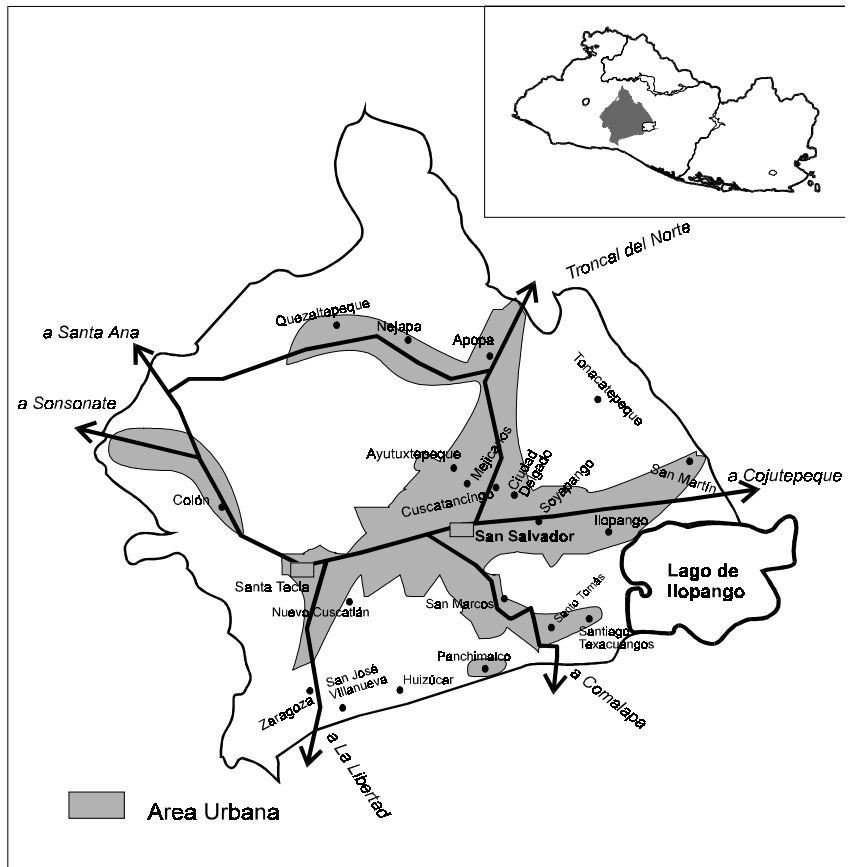 Troncal del Norte
Quezaltepeque
Nejapa
a Santa Ana
Apopa
Tonacatepeque
a Sonsonate
Ayutuxtepeque
Mejicanos
Ciudad
Delgado
San Martín
a Cojutepeque
Colón
Cuscatancingo
Soyapango
Ilopango
San Salvador
Lago de
Ilopango
Santa Tecla
Nuevo Cuscatlán
San Marcos
Santo Tomás
Santiago
Texacuangos
Panchimalco
San José
Villanueva
Huizúcar
Zaragoza
a Comalapa
a La Libertad
Area Urbana